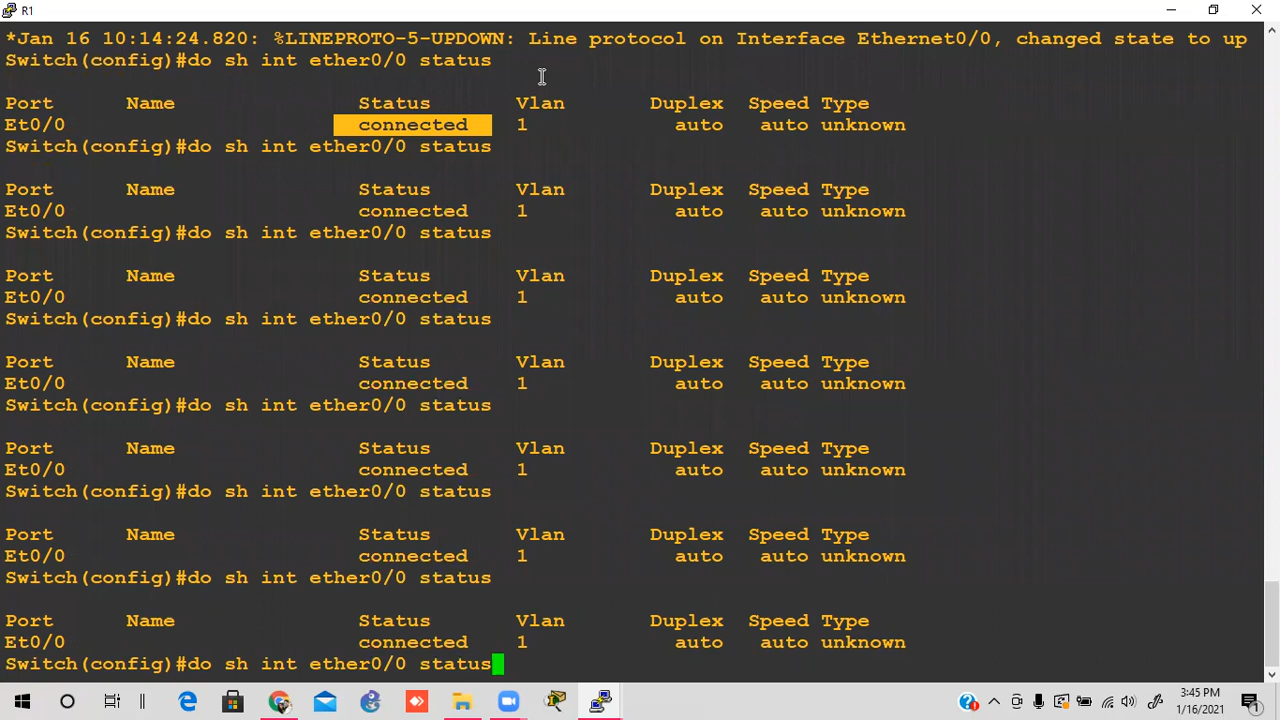 R1
*Jan 16 10:14:24.820: %LINEPROTO-5-UPDOWN: Line protocol on Interface Ethernet0/0, changed state to up
Switch(config)#do sh int ether0/0 status
Port Name Status Vlan Duplex Speed Type
Et0/0 connected 1 auto auto unknown
Switch(config)#do sh int ether0/0 status
Port Name Status Vlan Duplex Speed Type
Et0/0 connected 1 auto auto unknown
Switch(config)#do sh int ether0/0 status
Port Name Status Vlan Duplex Speed Type
Et0/0 connected 1 auto auto unknown
Switch(config)#do sh int ether0/0 status
Port Name Status Vlan Duplex Speed Type
Et0/0 connected 1 auto auto unknown
Switch(config)#do sh int ether0/0 status
Port Name Status Vlan Duplex Speed Type
Et0/0 connected 1 auto auto unknown
Switch(config)#do sh int ether0/0 status
Port Name Status Vlan Duplex Speed Type
Et0/0 connected 1 auto auto unknown
Switch(config)#do sh int ether0/0 status
Port Name Status Vlan Duplex Speed Type
Et0/0 connected 1 auto auto unknown
Switch(config)#do sh int ether0/0 status
3:45 PM
1/16/2021